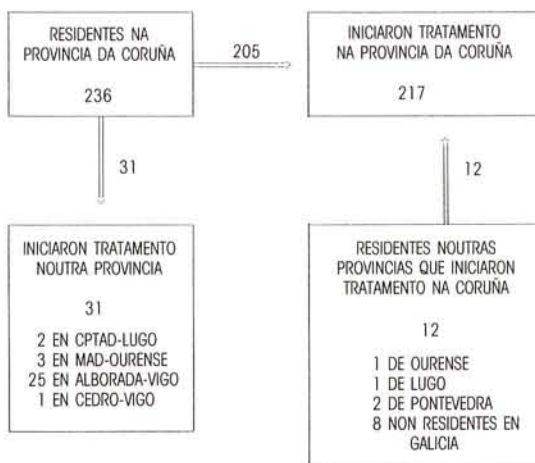 RESIDENTES NA
PROVINCIA DA CORUÑA
236
205
INICIARON TRATAMENTO
NA PROVINCIA DA CORUÑA
217
31
12
INICIARON TRATAMENTO
NOUTRA PROVINCIA
31
2 EN CPTAD-LUGO
3 EN MAD-OURENSE
25 EN ALBORADA-VIGO
1 EN CEDRO-VIGO
RESIDENTES NOUTRAS
PROVINCIAS QUE INICIARON
TRATAMENTO NA CORUÑA
12
1 DE OURENSE
1 DE LUGO
2 DE PONTEVEDRA
8 NON RESIDENTES EN
GALICIA